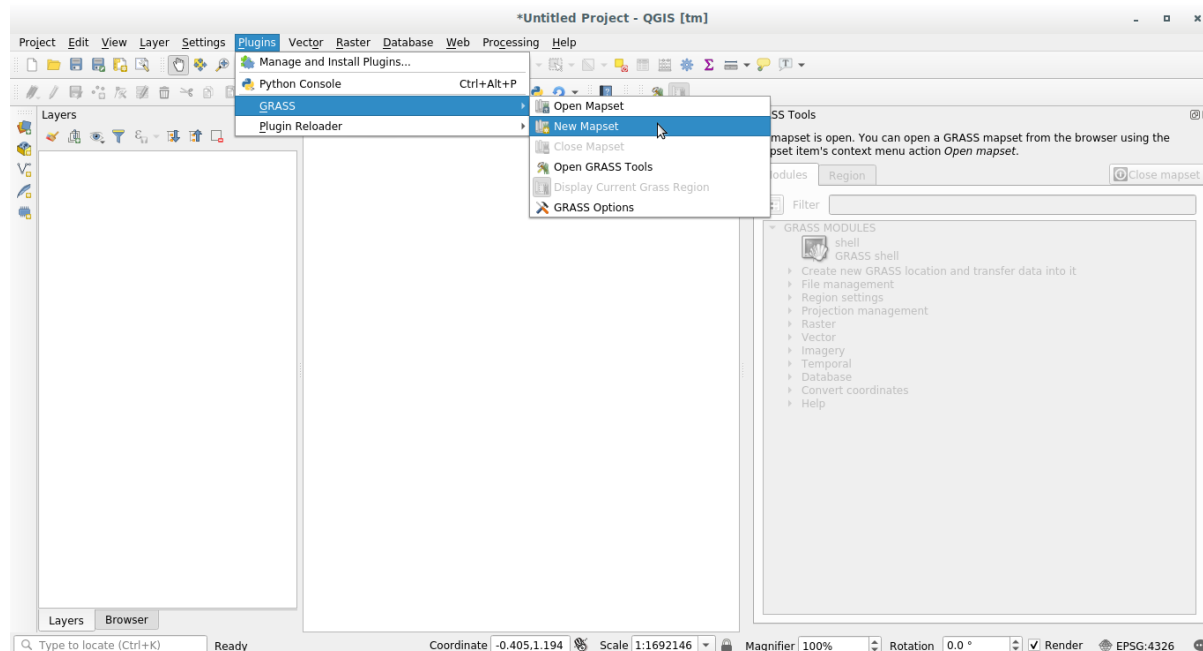 *Untitled Project - QGIS [tm]
Project Edit View Layer Settings Plugins Vector Raster Database Web Processing Help
Manage and Install Plugins...
Python Console Ctrl+Alt+P
GRASS
Plugin Reloader
Open Mapset
New Mapset
Close Mapset
Open GRASS Tools
Display Current Grass Region
GRASS Options
Layers
SS Tools
mapset is open. You can open a GRASS mapset from the browser using the
pset item's context menu action Open mapset.
odules Region Close mapset
Filter
GRASS MODULES
shell
GRASS shell
Create new GRASS location and transfer data into it
File management
Region settings
Projection management
Raster
Vector
Imagery
Temporal
Database
Convert coordinates
Help
Layers Browser
Type to locate (Ctrl+K) Ready Coordinate -0.405,1.194 Scale 1:1692146 Magnifier 100% Rotation 0.0 ° Render EPSG:4326